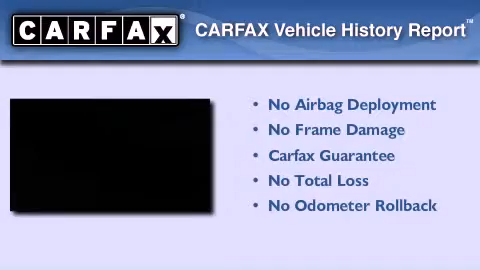 CARFAX® CARFAX Vehicle History Report™
• No Airbag Deployment
• No Frame Damage
• Carfax Guarantee
• No Total Loss
• No Odometer Rollback